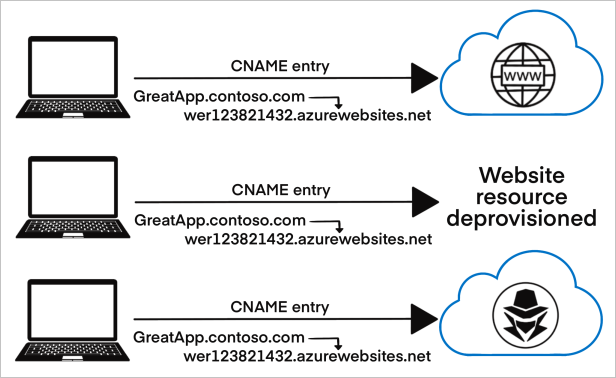 CNAME entry
GreatApp.contoso.com
wer123821432.azurewebsites.net
www
CNAME entry
GreatApp.contoso.com
wer123821432.azurewebsites.net
Website
resource
deprovisioned
CNAME entry
GreatApp.contoso.com
wer123821432.azurewebsites.net